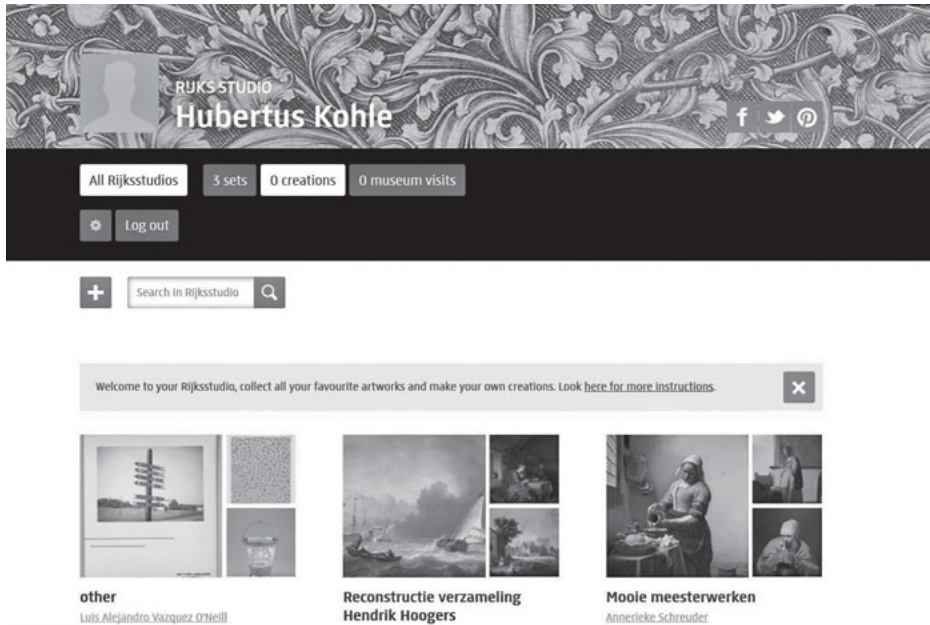 RIJKS STUDIO
Hubertus Kohle
All Rijksstudios
3 sets
0 creations
0 museum visits
Log out
Search in Rijksstudio
Welcome to your Rijksstudio, collect all your favourite artworks and make your own creations. Look here for more instructions.
other
Luis Alejandro Vazquez O'Neill
Reconstructie verzameling
Hendrik Hoogers
Mooie meesterwerken
Annerieke Schreuder